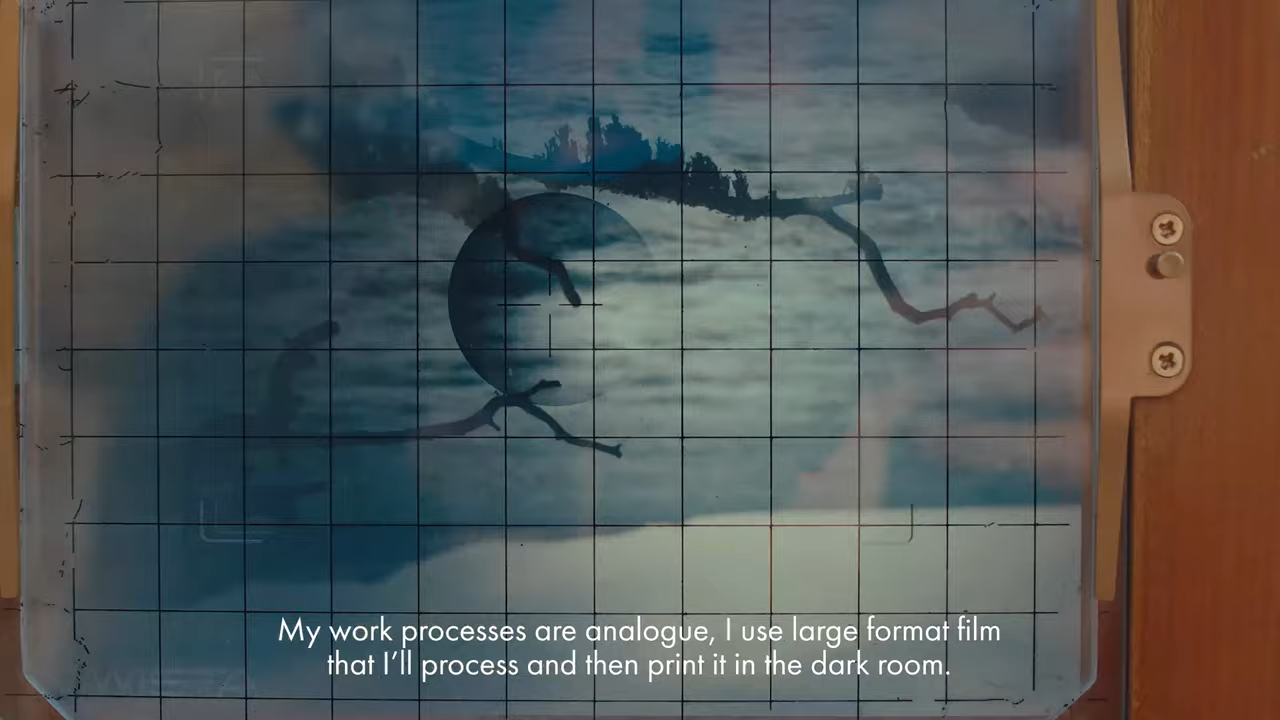 My work processes are analogue, I use large format film
that I'll process and then print it in the dark room.